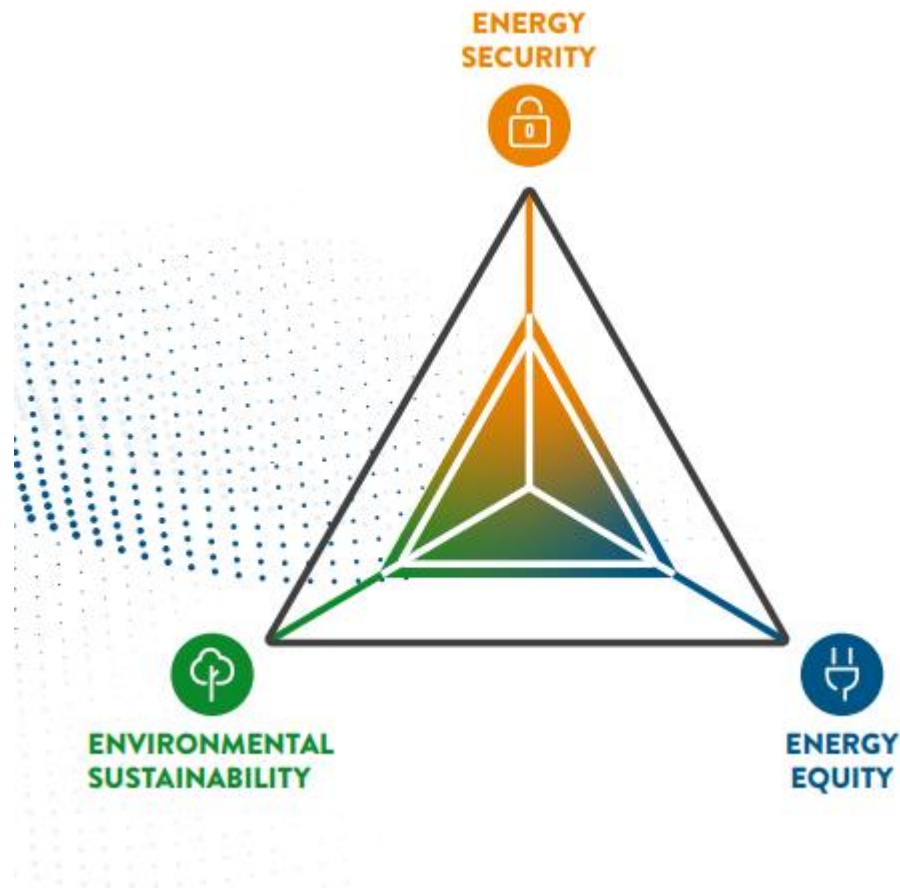 ENERGY
SECURITY
ENVIRONMENTAL
SUSTAINABILITY
ENERGY
EQUITY